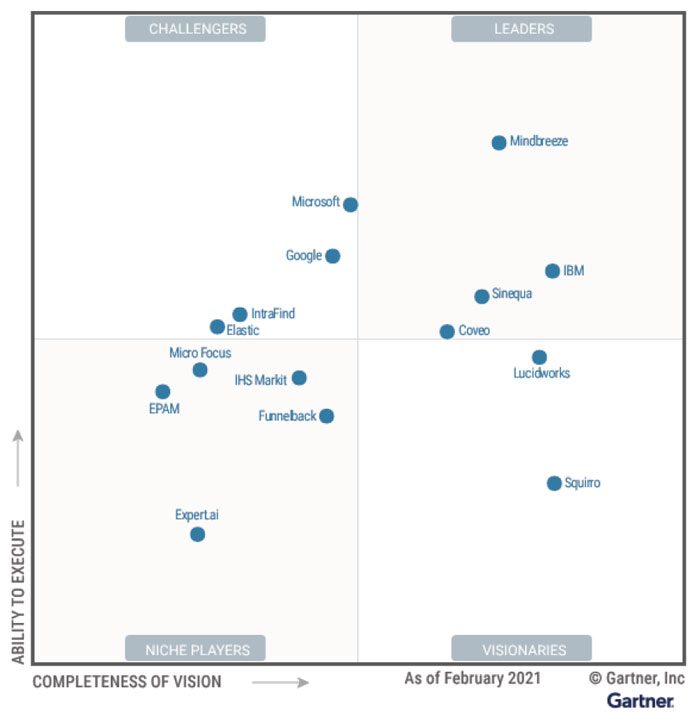 CHALLENGERS
LEADERS
Mindbreeze
Microsoft
Google
IBM
Sinequa
IntraFind
Elastic
Coveo
Micro Focus
Lucidworks
IHS Markit
EPAM
Funnelback
Squirro
Expert.ai
ABILITY TO EXECUTE
NICHE PLAYERS
VISIONARIES
COMPLETENESS OF VISION
As of February 2021
© Gartner, Inc
Gartner.